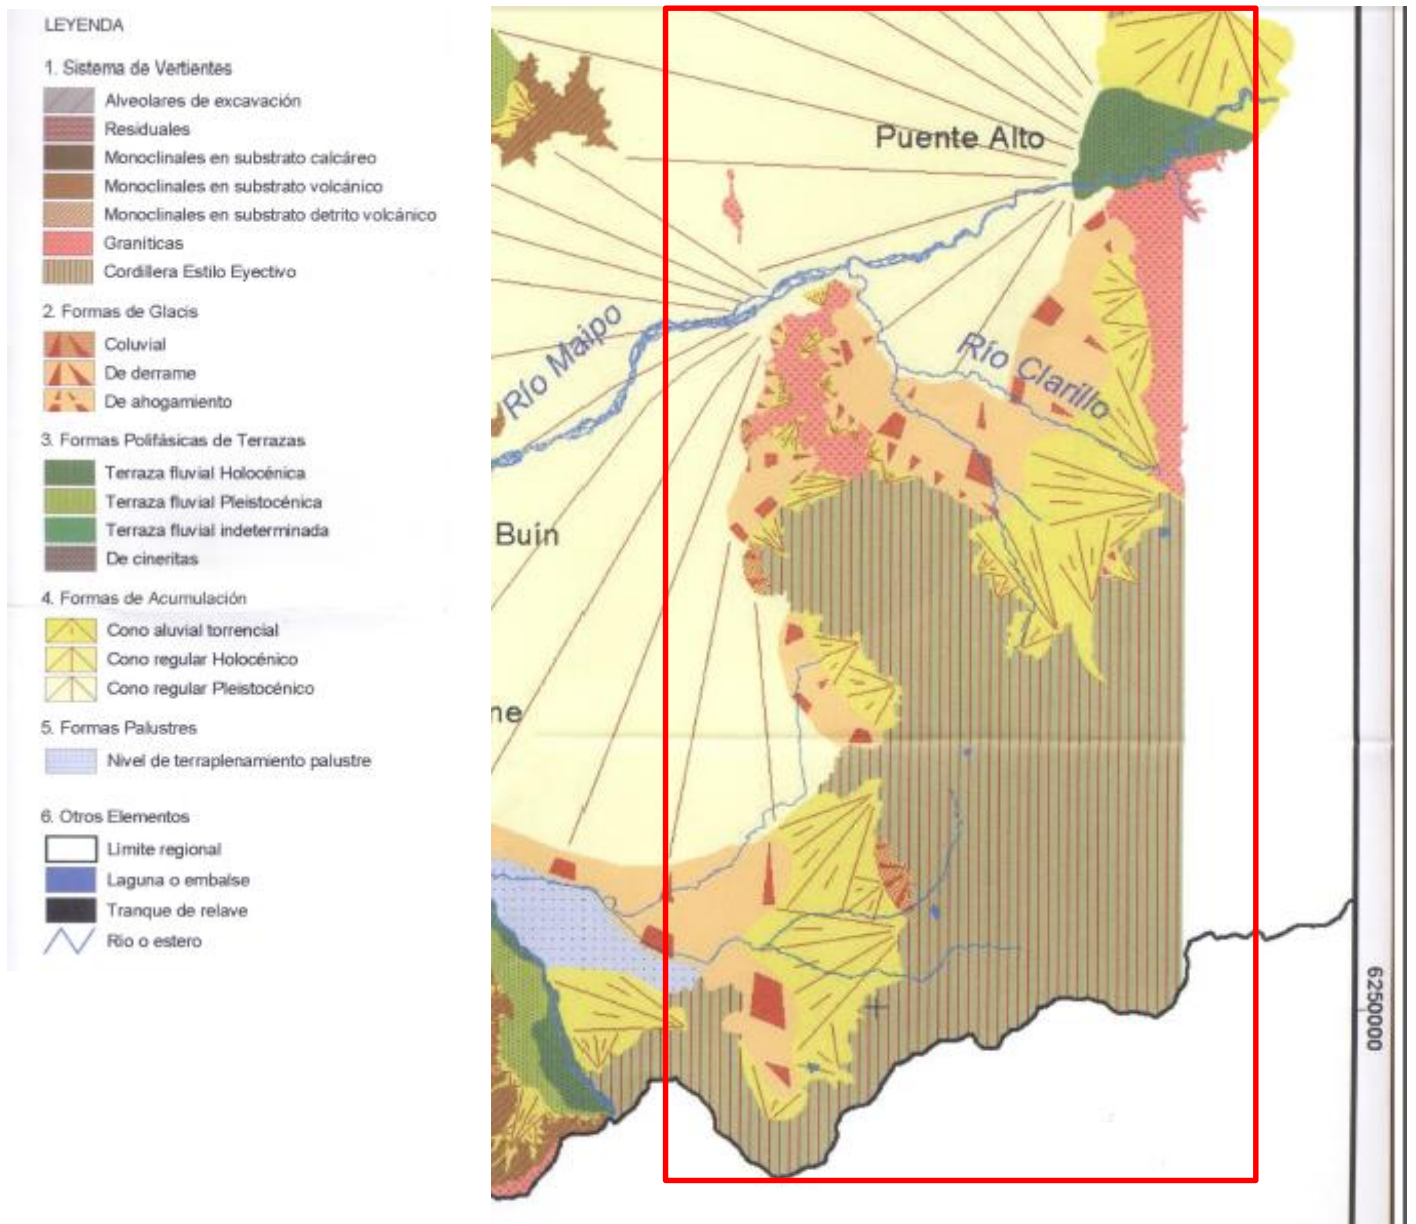 LEYENDA
1. Sistema de Vertientes
Alveolares de excavación
Residuales
Monoclinales en substrato calcáreo
Monoclinales en substrato volcánico
Monoclinales en substrato detrito volcánico
Graníticas
Cordillera Estilo Eyectivo
2. Formas de Glacis
Coluvial
De derrame
De ahogamiento
3. Formas Polifásicas de Terrazas
Terraza fluvial Holocénica
Terraza fluvial Pleistocénica
Terraza fluvial indeterminada
De cineritas
4. Formas de Acumulación
Cono aluvial torrencial
Cono regular Holocénico
Cono regular Pleistocénico
5. Formas Palustres
Nivel de terraplenamiento palustre
6. Otros Elementos
Limite regional
Laguna o embalse
Tranque de relave
Rio o estero
Puente Alto
Río Maipo
Río Clarillo
Buín
ne
6250000